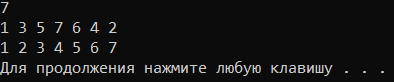 7
1 3 5 7 6 4 2
1 2 3 4 5 6 7
Для продолжения нажмите любую клавишу . . .